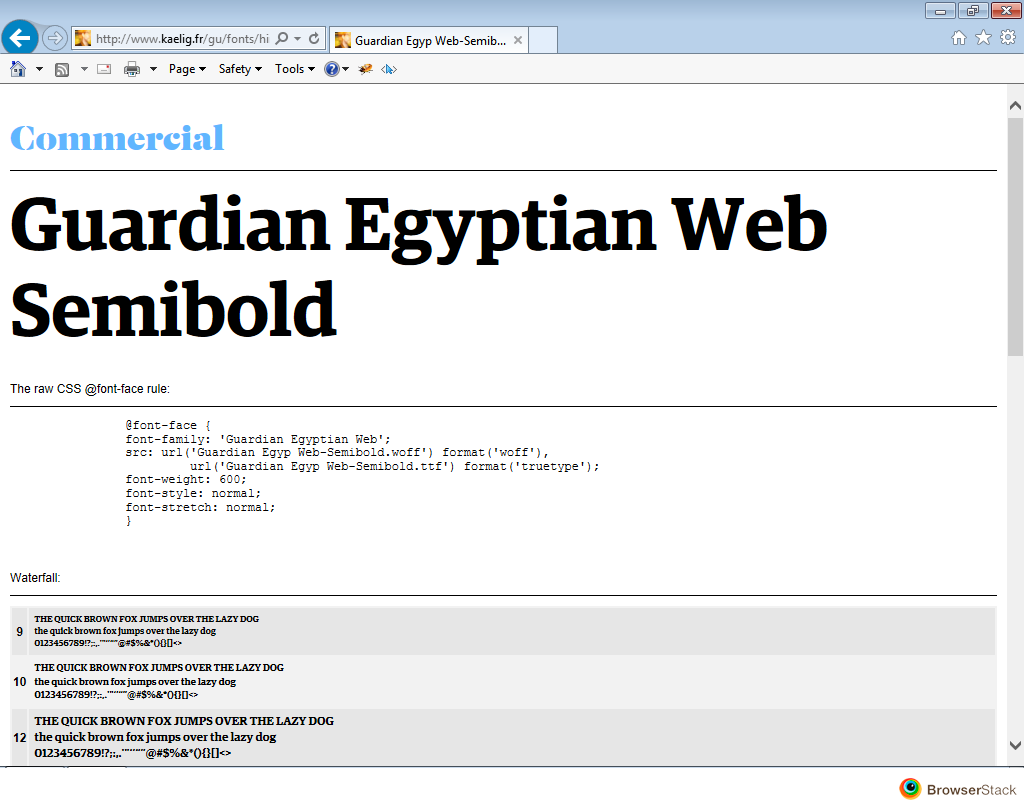 http://www.kaelig.fr/gu/fonts/hi
Guardian Egyp Web-Semib...
Page
Safety
Tools
Commercial
Guardian Egyptian Web
Semibold
The raw CSS @font-face rule:
@font-face {
font-family: 'Guardian Egyptian Web';
src: url('Guardian Egyp Web-Semibold.woff') format('woff'),
url('Guardian Egyp Web-Semibold.ttf') format('truetype');
font-weight: 600;
font-style: normal;
font-stretch: normal;
}
Waterfall:
9
THE QUICK BROWN FOX JUMPS OVER THE LAZY DOG
the quick brown fox jumps over the lazy dog
0123456789!?;:,.'"‘’“”@#$%&*(){}[]<>
10
THE QUICK BROWN FOX JUMPS OVER THE LAZY DOG
the quick brown fox jumps over the lazy dog
0123456789!?;:,.'"‘’“”@#$%&*(){}[]<>
12
THE QUICK BROWN FOX JUMPS OVER THE LAZY DOG
the quick brown fox jumps over the lazy dog
0123456789!?;:,.'"‘’“”@#$%&*(){}[]<>
BrowserStack